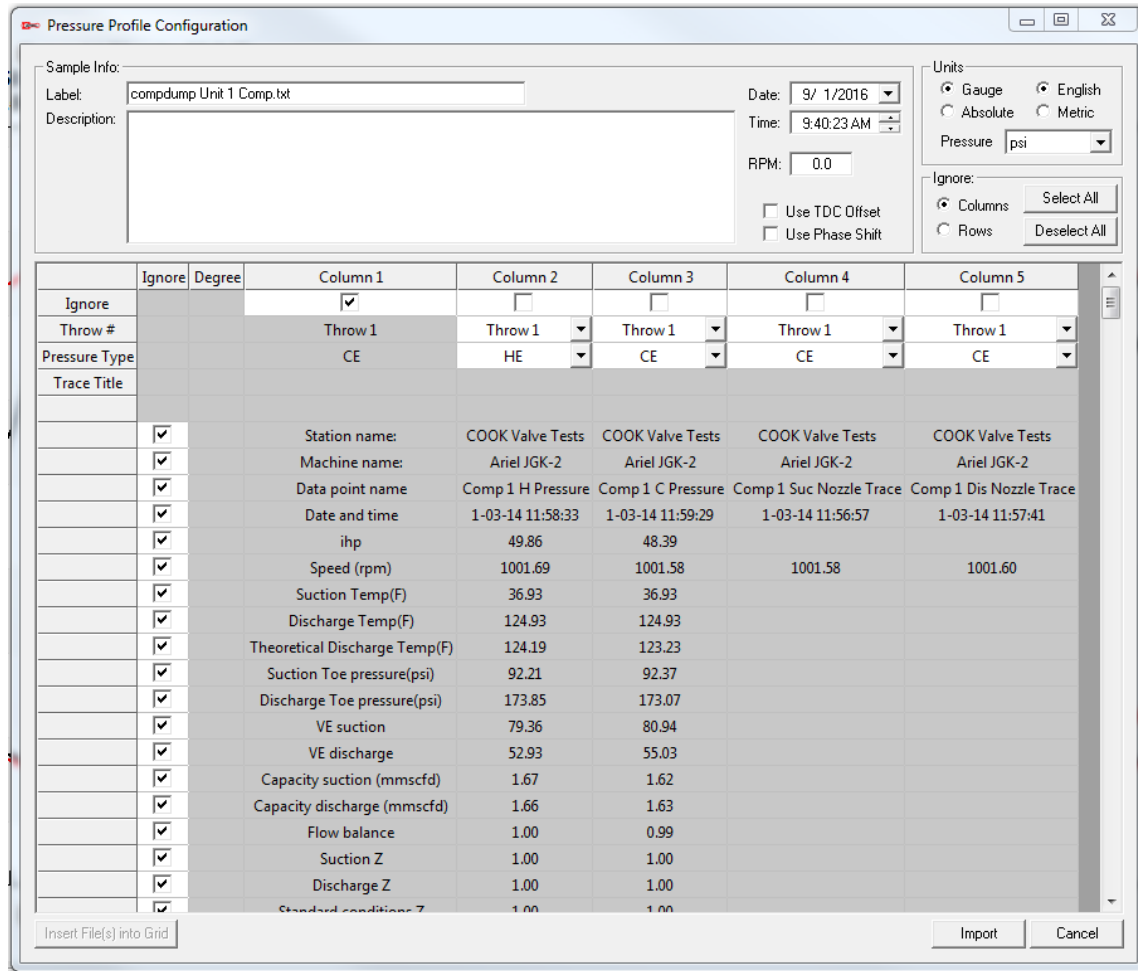 Pressure Profile Configuration
Sample Info:
Label: compdump Unit 1 Comp.txt
Description:
Date: 9/ 1/2016
Time: 9:40:23 AM
RPM: 0.0
Use TDC Offset
Use Phase Shift
Units
Gauge English
Absolute Metric
Pressure psi
Ignore:
Columns Select All
Rows Deselect All
Ignore Degree Column 1 Column 2 Column 3 Column 4 Column 5
Ignore
Throw # Throw 1 Throw 1 Throw 1 Throw 1 Throw 1
Pressure Type CE HE CE CE CE
Trace Title
Station name: COOK Valve Tests COOK Valve Tests COOK Valve Tests COOK Valve Tests
Machine name: Ariel JGK-2 Ariel JGK-2 Ariel JGK-2 Ariel JGK-2
Data point name Comp 1 H Pressure Comp 1 C Pressure Comp 1 Suc Nozzle Trace Comp 1 Dis Nozzle Trace
Date and time 1-03-14 11:58:33 1-03-14 11:59:29 1-03-14 11:56:57 1-03-14 11:57:41
ihp 49.86 48.39
Speed (rpm) 1001.69 1001.58 1001.58 1001.60
Suction Temp(F) 36.93 36.93
Discharge Temp(F) 124.93 124.93
Theoretical Discharge Temp(F) 124.19 123.23
Suction Toe pressure(psi) 92.21 92.37
Discharge Toe pressure(psi) 173.85 173.07
VE suction 79.36 80.94
VE discharge 52.93 55.03
Capacity suction (mmscfd) 1.67 1.62
Capacity discharge (mmscfd) 1.66 1.63
Flow balance 1.00 0.99
Suction Z 1.00 1.00
Discharge Z 1.00 1.00
Standard conditions Z 1.00 1.00
Insert File(s) into Grid Import Cancel